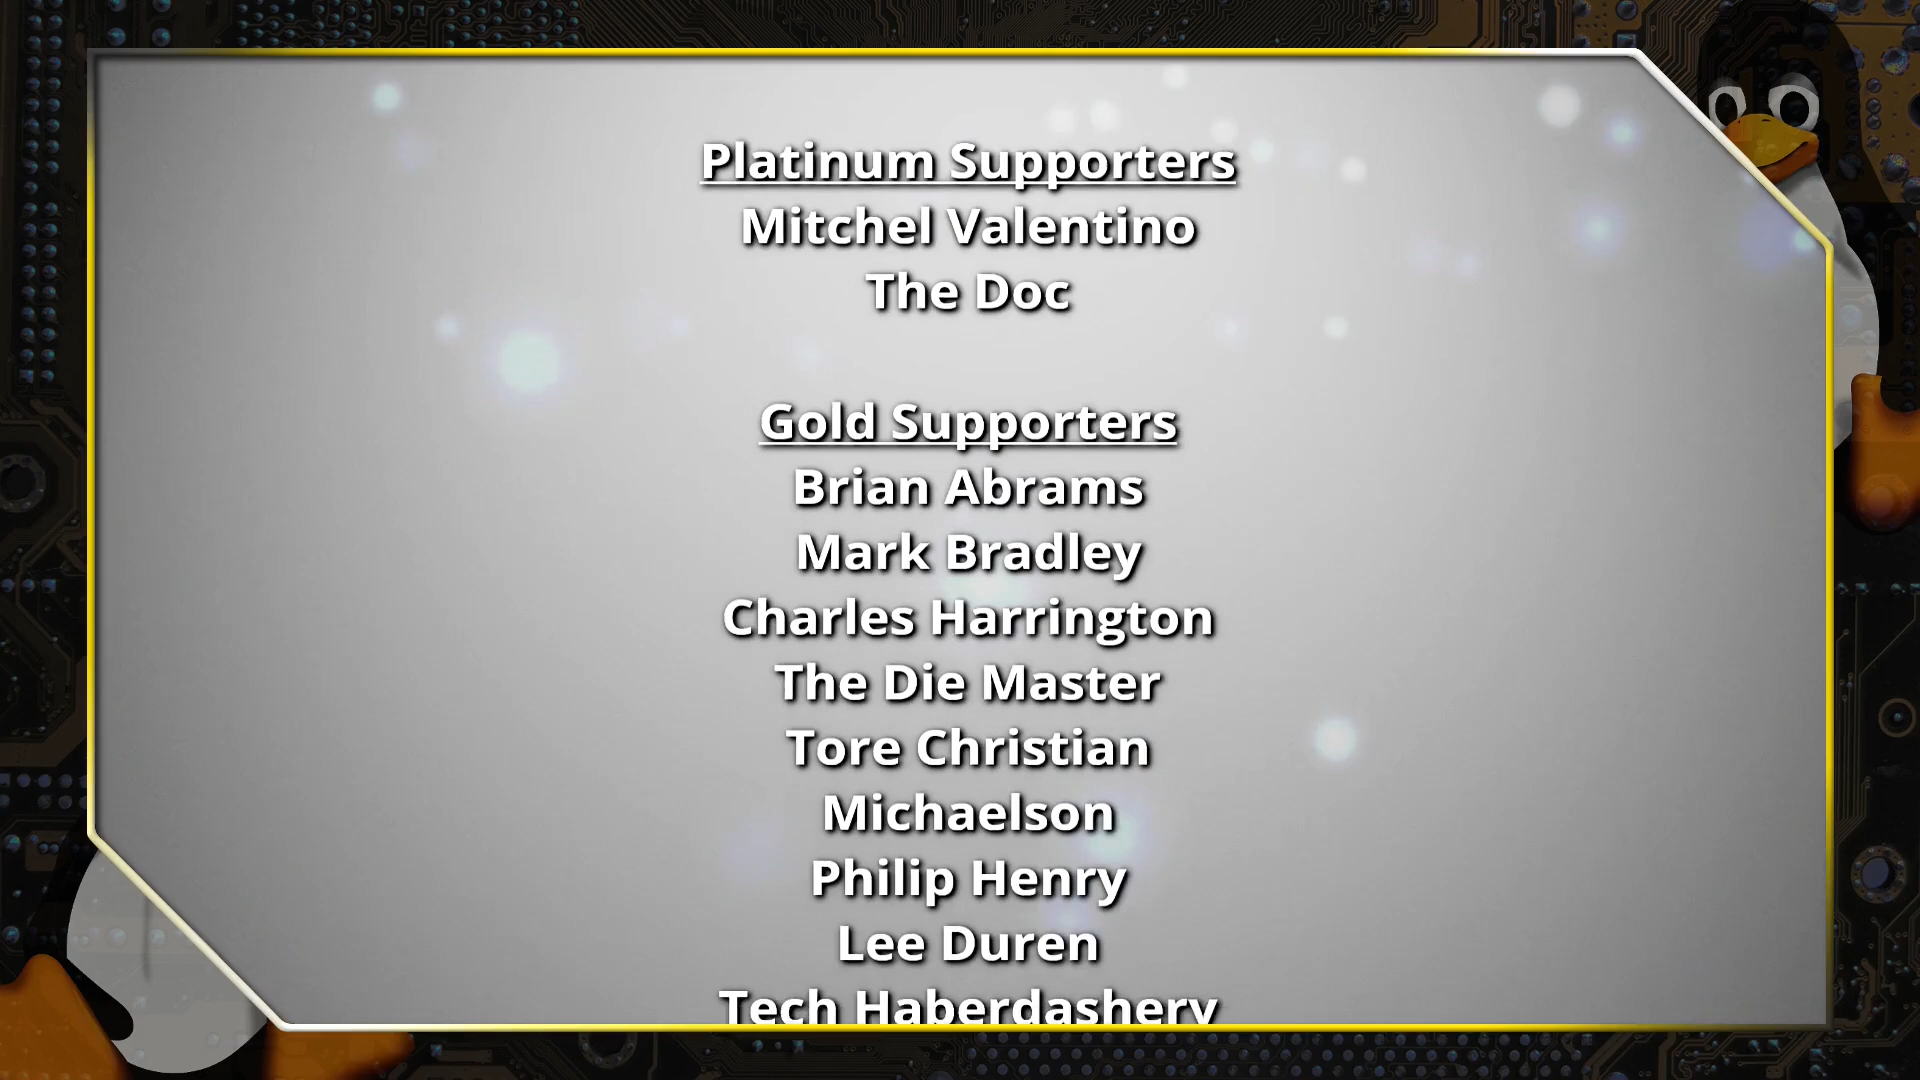 Platinum Supporters
Mitchel Valentino
The Doc
Gold Supporters
Brian Abrams
Mark Bradley
Charles Harrington
The Die Master
Tore Christian
Michaelson
Philip Henry
Lee Duren
Tech Haberdashery